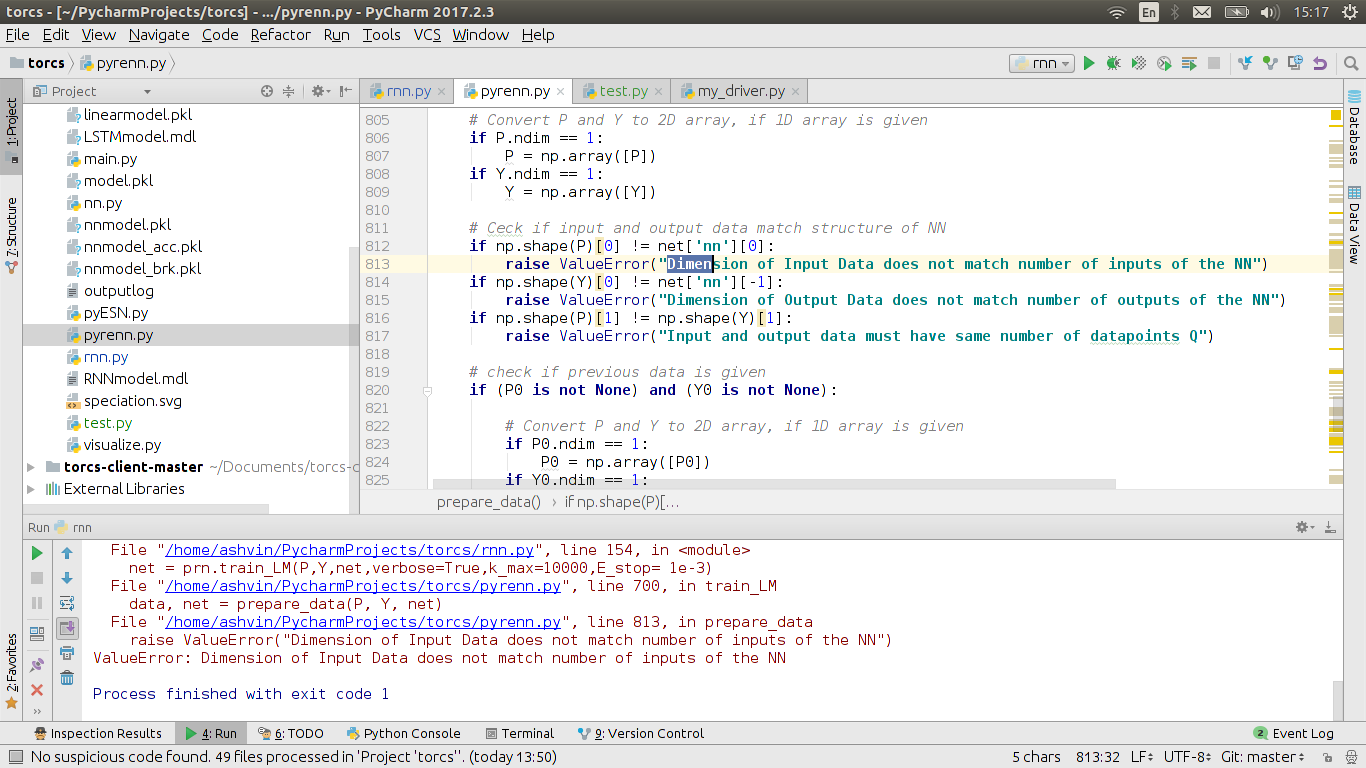 torcs - [~/PycharmProjects/torcs] - .../pyrenn.py - PyCharm 2017.2.3
En
15:17
File Edit View Navigate Code Refactor Run Tools VCS Window Help
torcs pyrenn.py
rnn
Project
rnn.py
pyrenn.py
test.py
my_driver.py
1: Project
7: Structure
2: Favorites
linearmodel.pkl
LSTMmodel.mdl
main.py
model.pkl
nn.py
nnmodel.pkl
nnmodel_acc.pkl
nnmodel_brk.pkl
outputlog
pyESN.py
pyrenn.py
rnn.py
RNNmodel.mdl
speciation.svg
test.py
visualize.py
torcs-client-master ~/Documents/torcs-c
External Libraries
805 # Convert P and Y to 2D array, if 1D array is given
806 if P.ndim == 1:
807 P = np.array([P])
808 if Y.ndim == 1:
809 Y = np.array([Y])
810
811 # Ceck if input and output data match structure of NN
812 if np.shape(P)[0] != net['nn'][0]:
813 raise ValueError("Dimension of Input Data does not match number of inputs of the NN")
814 if np.shape(Y)[0] != net['nn'][-1]:
815 raise ValueError("Dimension of Output Data does not match number of outputs of the NN")
816 if np.shape(P)[1] != np.shape(Y)[1]:
817 raise ValueError("Input and output data must have same number of datapoints Q")
818
819 # check if previous data is given
820 if (P0 is not None) and (Y0 is not None):
821
822 # Convert P and Y to 2D array, if 1D array is given
823 if P0.ndim == 1:
824 P0 = np.array([P0])
825 if Y0.ndim == 1:
prepare_data() › if np.shape(P)[...
Database
Data View
Run rnn
File "/home/ashvin/PycharmProjects/torcs/rnn.py", line 154, in <module>
net = prn.train_LM(P,Y,net,verbose=True,k_max=10000,E_stop= 1e-3)
File "/home/ashvin/PycharmProjects/torcs/pyrenn.py", line 700, in train_LM
data, net = prepare_data(P, Y, net)
File "/home/ashvin/PycharmProjects/torcs/pyrenn.py", line 813, in prepare_data
raise ValueError("Dimension of Input Data does not match number of inputs of the NN")
ValueError: Dimension of Input Data does not match number of inputs of the NN
Process finished with exit code 1
Inspection Results 4: Run 6: TODO Python Console Terminal 9: Version Control 2 Event Log
No suspicious code found. 49 files processed in 'Project 'torcs''. (today 13:50) 5 chars 813:32 LF UTF-8 Git: master